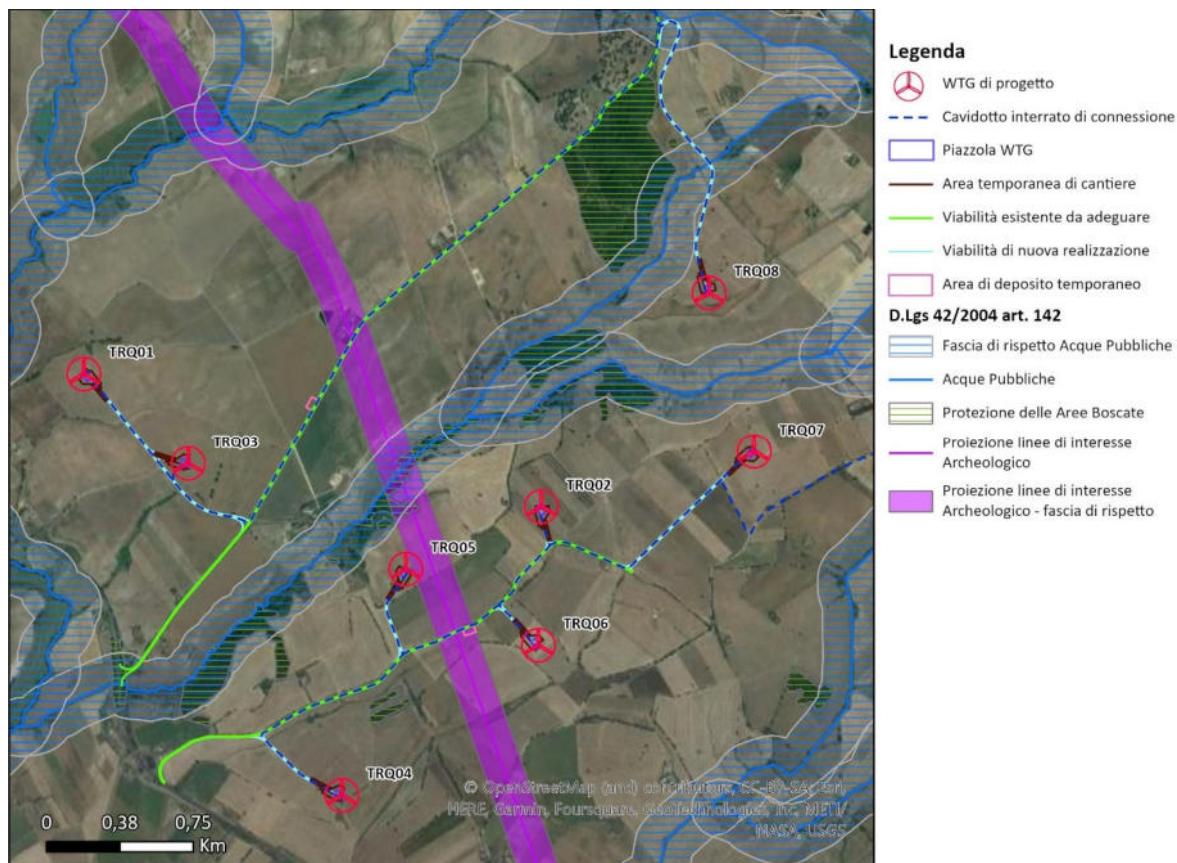 TRQ08
TRQ01
TRQ03
TRQ07
TRQ02
TRQ05
TRQ06
TRQ04
© OpenStreetMap (and) contributors, CC-BY-SA, Esri,
HERE, Garmin, Foursquare, GeoTechnologies, Inc, METI/
NASA, USGS
0 0,38 0,75
Km
Legenda
WTG di progetto
Cavidotto interrato di connessione
Piazzola WTG
Area temporanea di cantiere
Viabilità esistente da adeguare
Viabilità di nuova realizzazione
Area di deposito temporaneo
D.Lgs 42/2004 art. 142
Fascia di rispetto Acque Pubbliche
Acque Pubbliche
Protezione delle Aree Boscate
Proiezione linee di interesse
Archeologico
Proiezione linee di interesse
Archeologico - fascia di rispetto